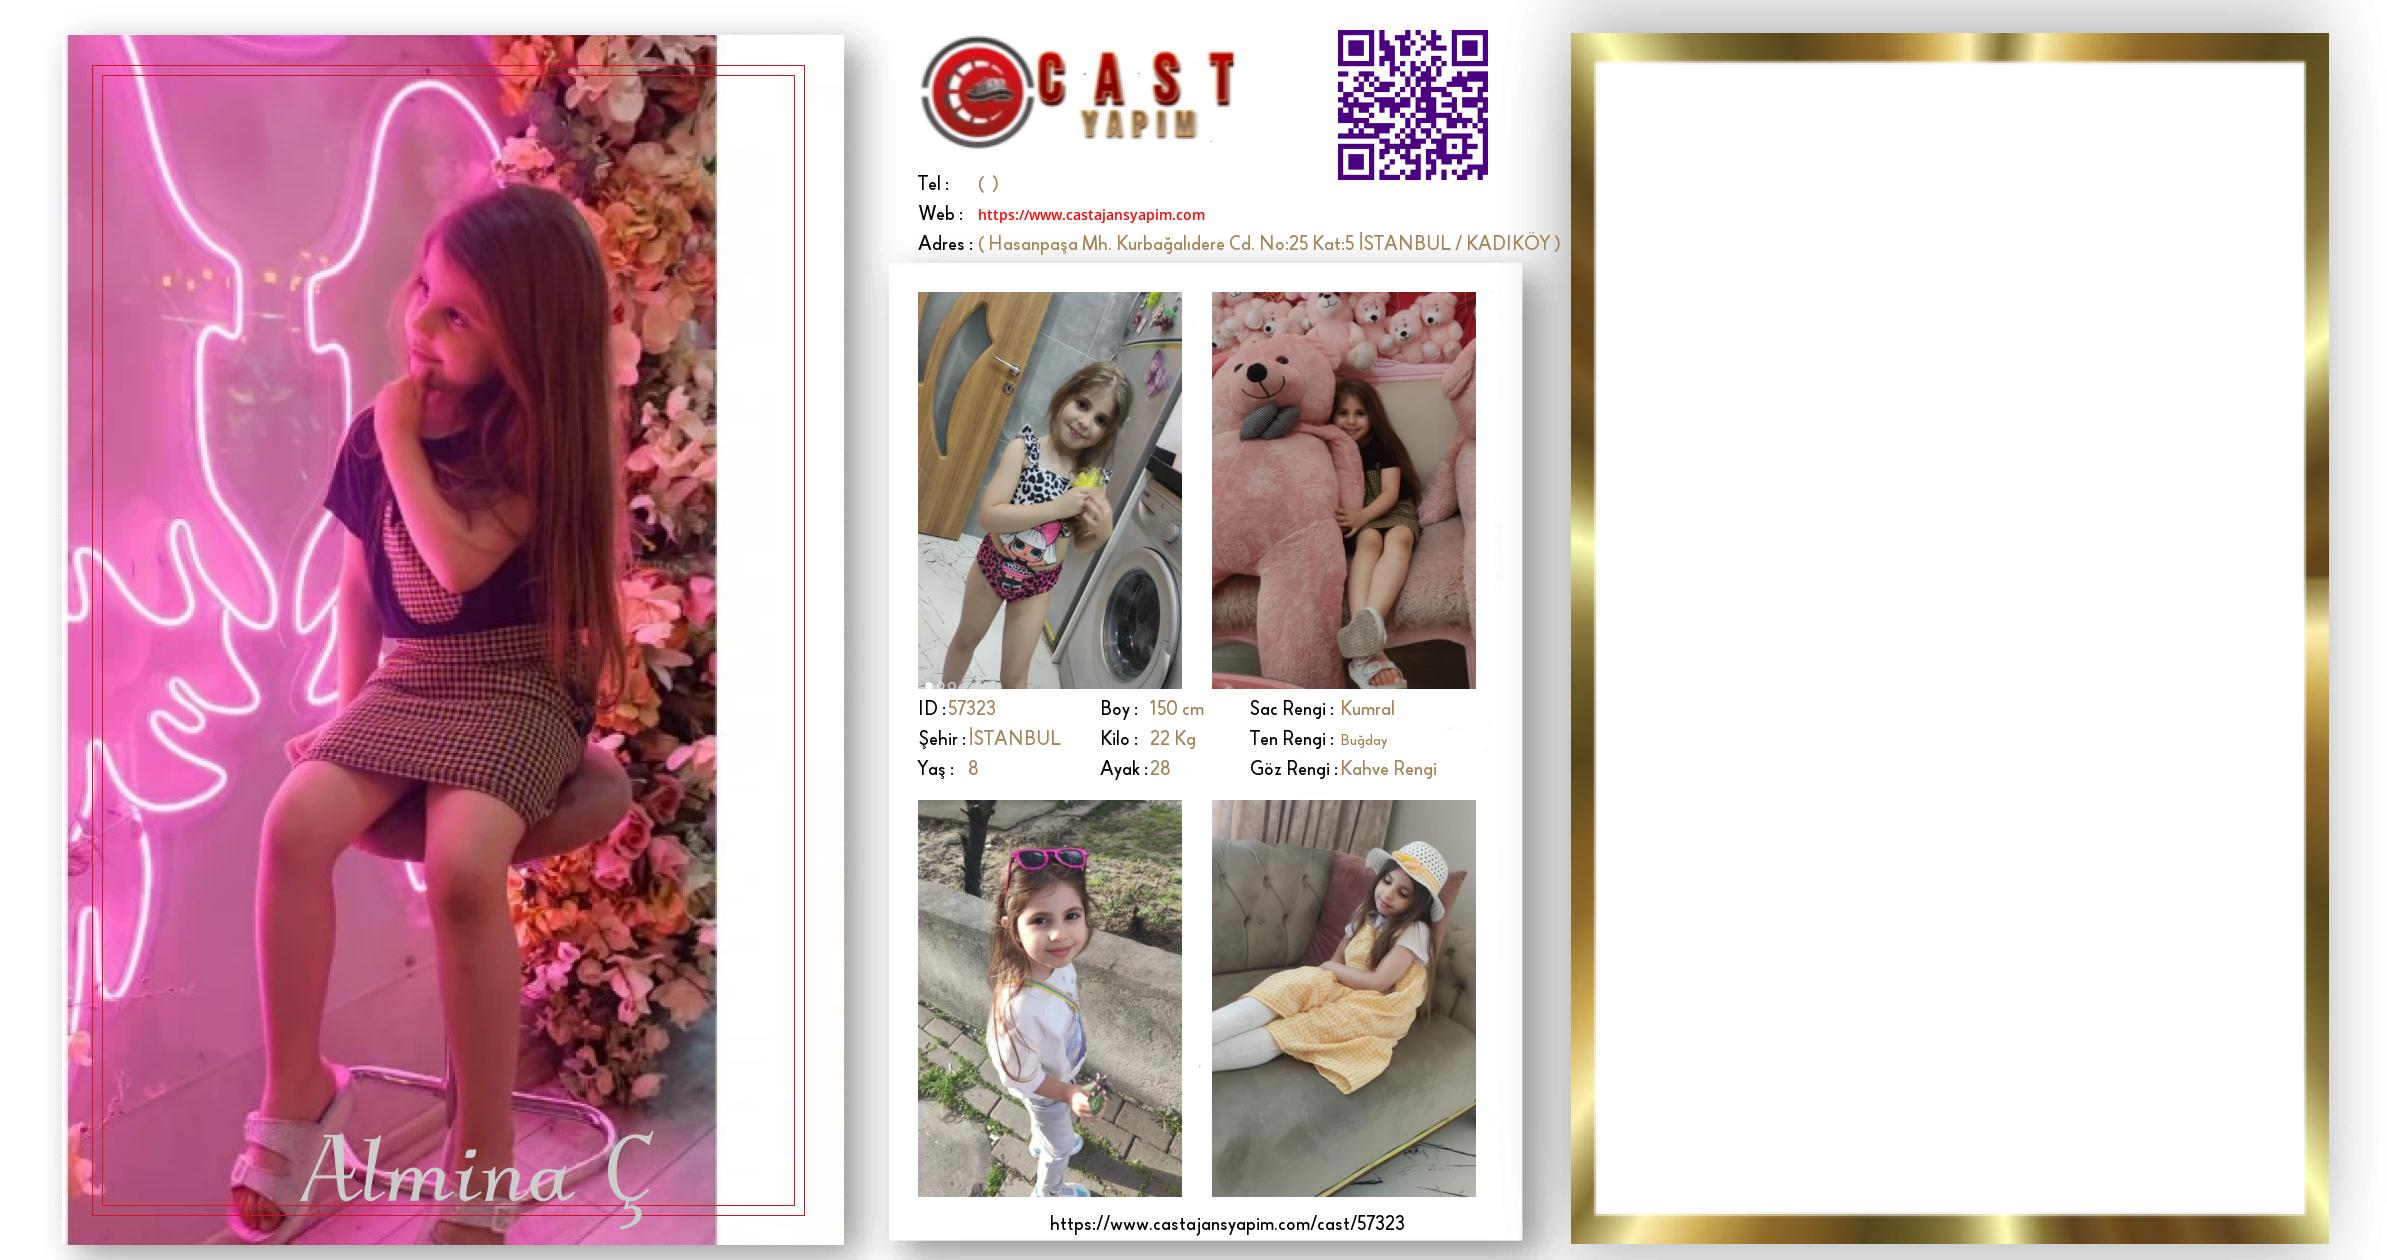 Almina Ç
CAST
YAPIM
Tel : ( )
Web : https://www.castajansyapim.com
Adres : ( Hasanpaşa Mh. Kurbağalıdere Cd. No:25 Kat:5 İSTANBUL / KADIKÖY )
ID : 57323 Boy : 150 cm Sac Rengi : Kumral
Şehir : İSTANBUL Kilo : 22 Kg Ten Rengi : Buğday
Yaş : 8 Ayak : 28 Göz Rengi : Kahve Rengi
https://www.castajansyapim.com/cast/57323